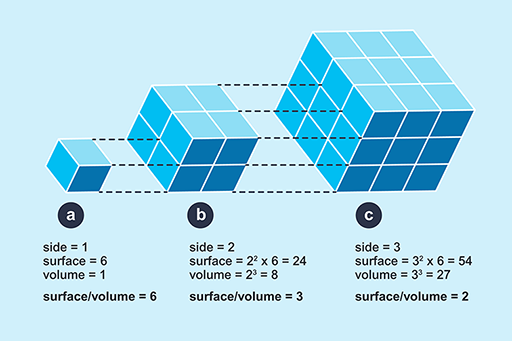 a
side = 1
surface = 6
volume = 1
surface/volume = 6
b
side = 2
surface = 2² x 6 = 24
volume = 2³ = 8
surface/volume = 3
c
side = 3
surface = 3² x 6 = 54
volume = 3³ = 27
surface/volume = 2